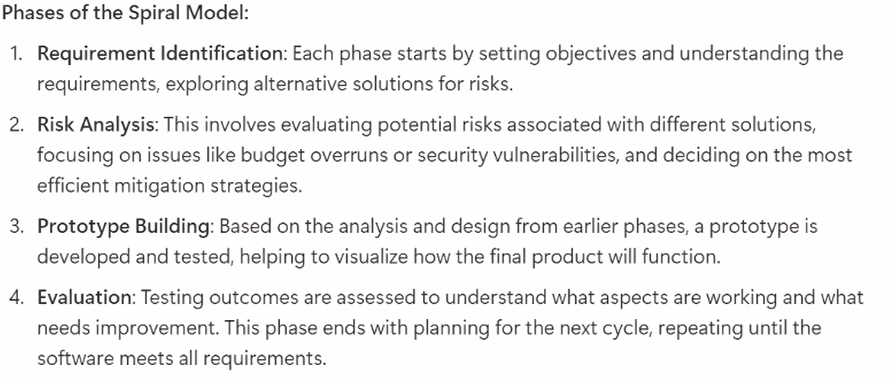 Phases of the Spiral Model:
1. Requirement Identification: Each phase starts by setting objectives and understanding the
requirements, exploring alternative solutions for risks.
2. Risk Analysis: This involves evaluating potential risks associated with different solutions,
focusing on issues like budget overruns or security vulnerabilities, and deciding on the most
efficient mitigation strategies.
3. Prototype Building: Based on the analysis and design from earlier phases, a prototype is
developed and tested, helping to visualize how the final product will function.
4. Evaluation: Testing outcomes are assessed to understand what aspects are working and what
needs improvement. This phase ends with planning for the next cycle, repeating until the
software meets all requirements.